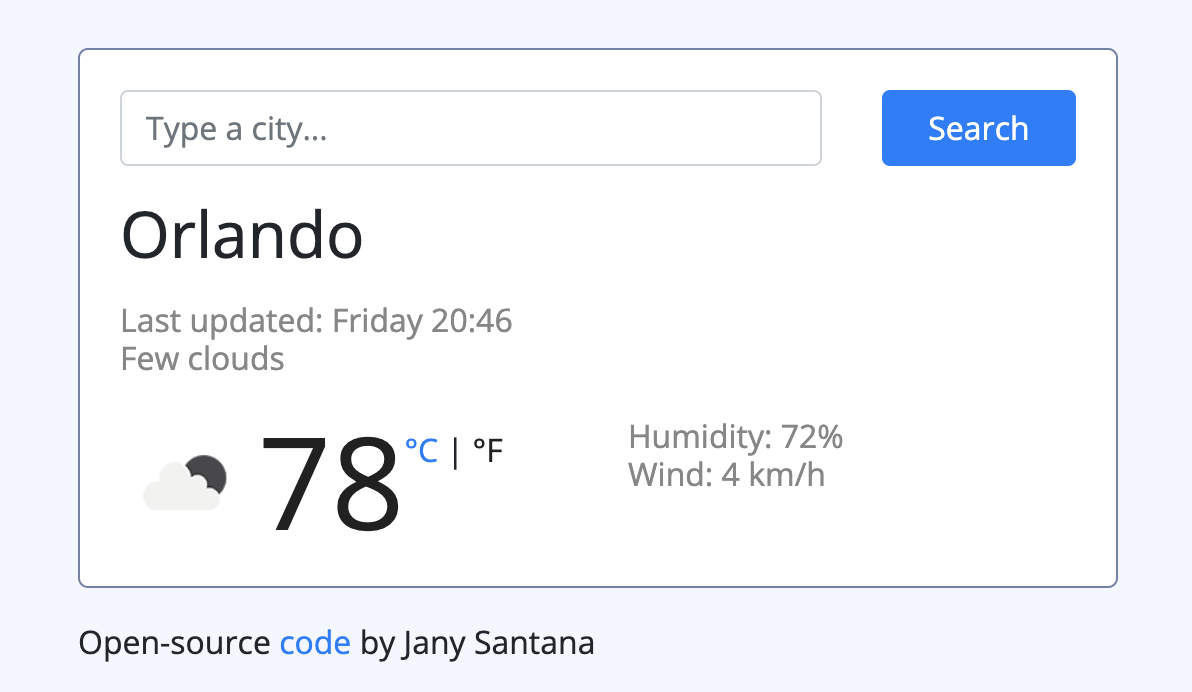 Type a city...
Search
Orlando
Last updated: Friday 20:46
Few clouds
78 °C | °F
Humidity: 72%
Wind: 4 km/h
Open-source code by Jany Santana